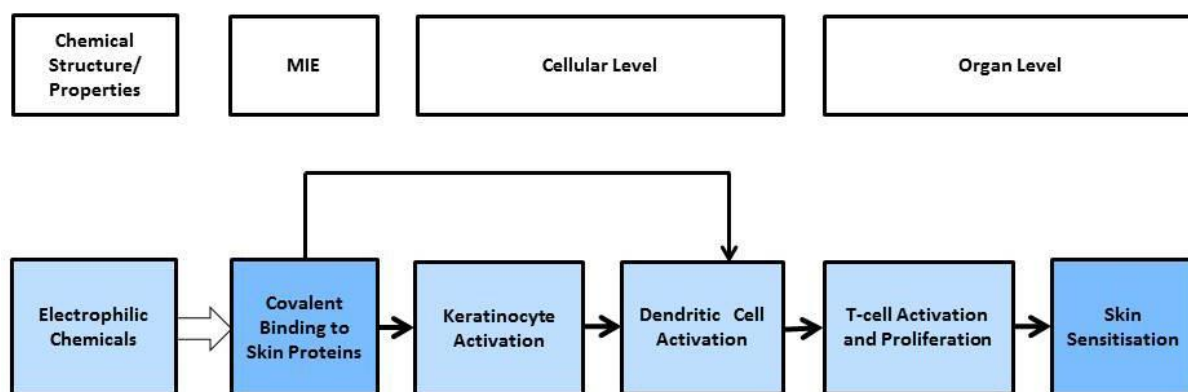 Chemical
Structure/
Properties
MIE
Cellular Level
Organ Level
Electrophilic
Chemicals
Covalent
Binding to
Skin Proteins
Keratinocyte
Activation
Dendritic Cell
Activation
T-cell Activation
and Proliferation
Skin
Sensitisation